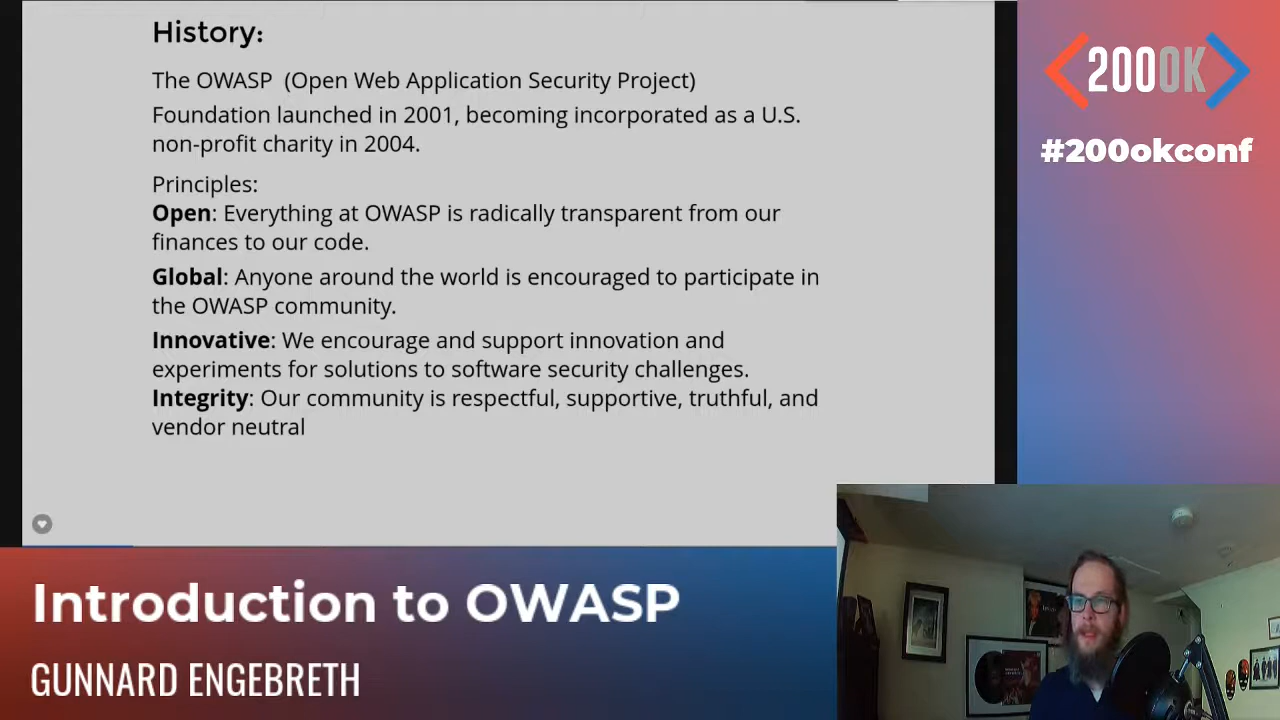 History:
The OWASP  (Open Web Application Security Project)
Foundation launched in 2001, becoming incorporated as a U.S.
non-profit charity in 2004.
Principles:
Open: Everything at OWASP is radically transparent from our
finances to our code.
Global: Anyone around the world is encouraged to participate in
the OWASP community.
Innovative: We encourage and support innovation and
experiments for solutions to software security challenges.
Integrity: Our community is respectful, supportive, truthful, and
vendor neutral
200OK
#200okconf
Introduction to OWASP
GUNNARD ENGEBRETH